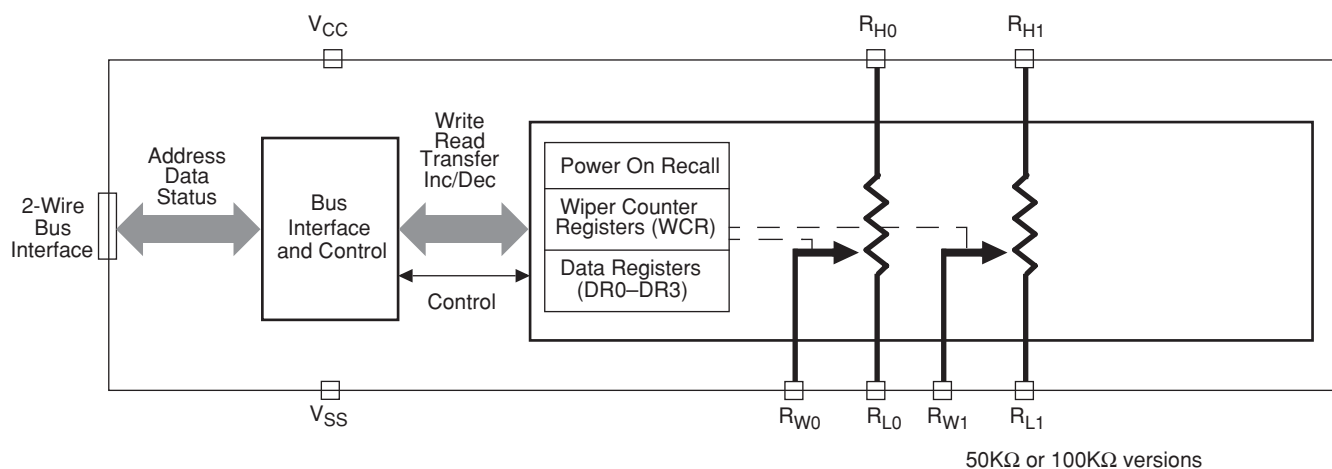 V_CC
R_H0
R_H1
Address
Data
Status
Write
Read
Transfer
Inc/Dec
2-Wire
Bus
Interface
Bus
Interface
and Control
Control
Power On Recall
Wiper Counter
Registers (WCR)
Data Registers
(DR0–DR3)
V_SS
R_W0
R_L0
R_W1
R_L1
50KΩ or 100KΩ versions